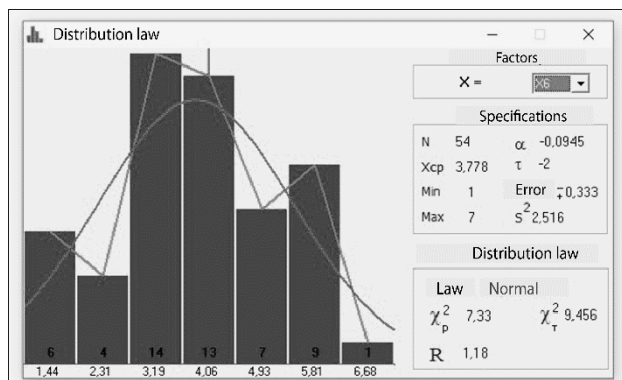 Distribution law
Factors
X = X6
Specifications
N 54 α -0,0945
Xcp 3,778 τ -2
Min 1 Error ∓0,333
Max 7 S² 2,516
Distribution law
Law Normal
χ²p 7,33 χ²т 9,456
R 1,18
6 4 14 13 7 9 1
1,44 2,31 3,19 4,06 4,93 5,81 6,68